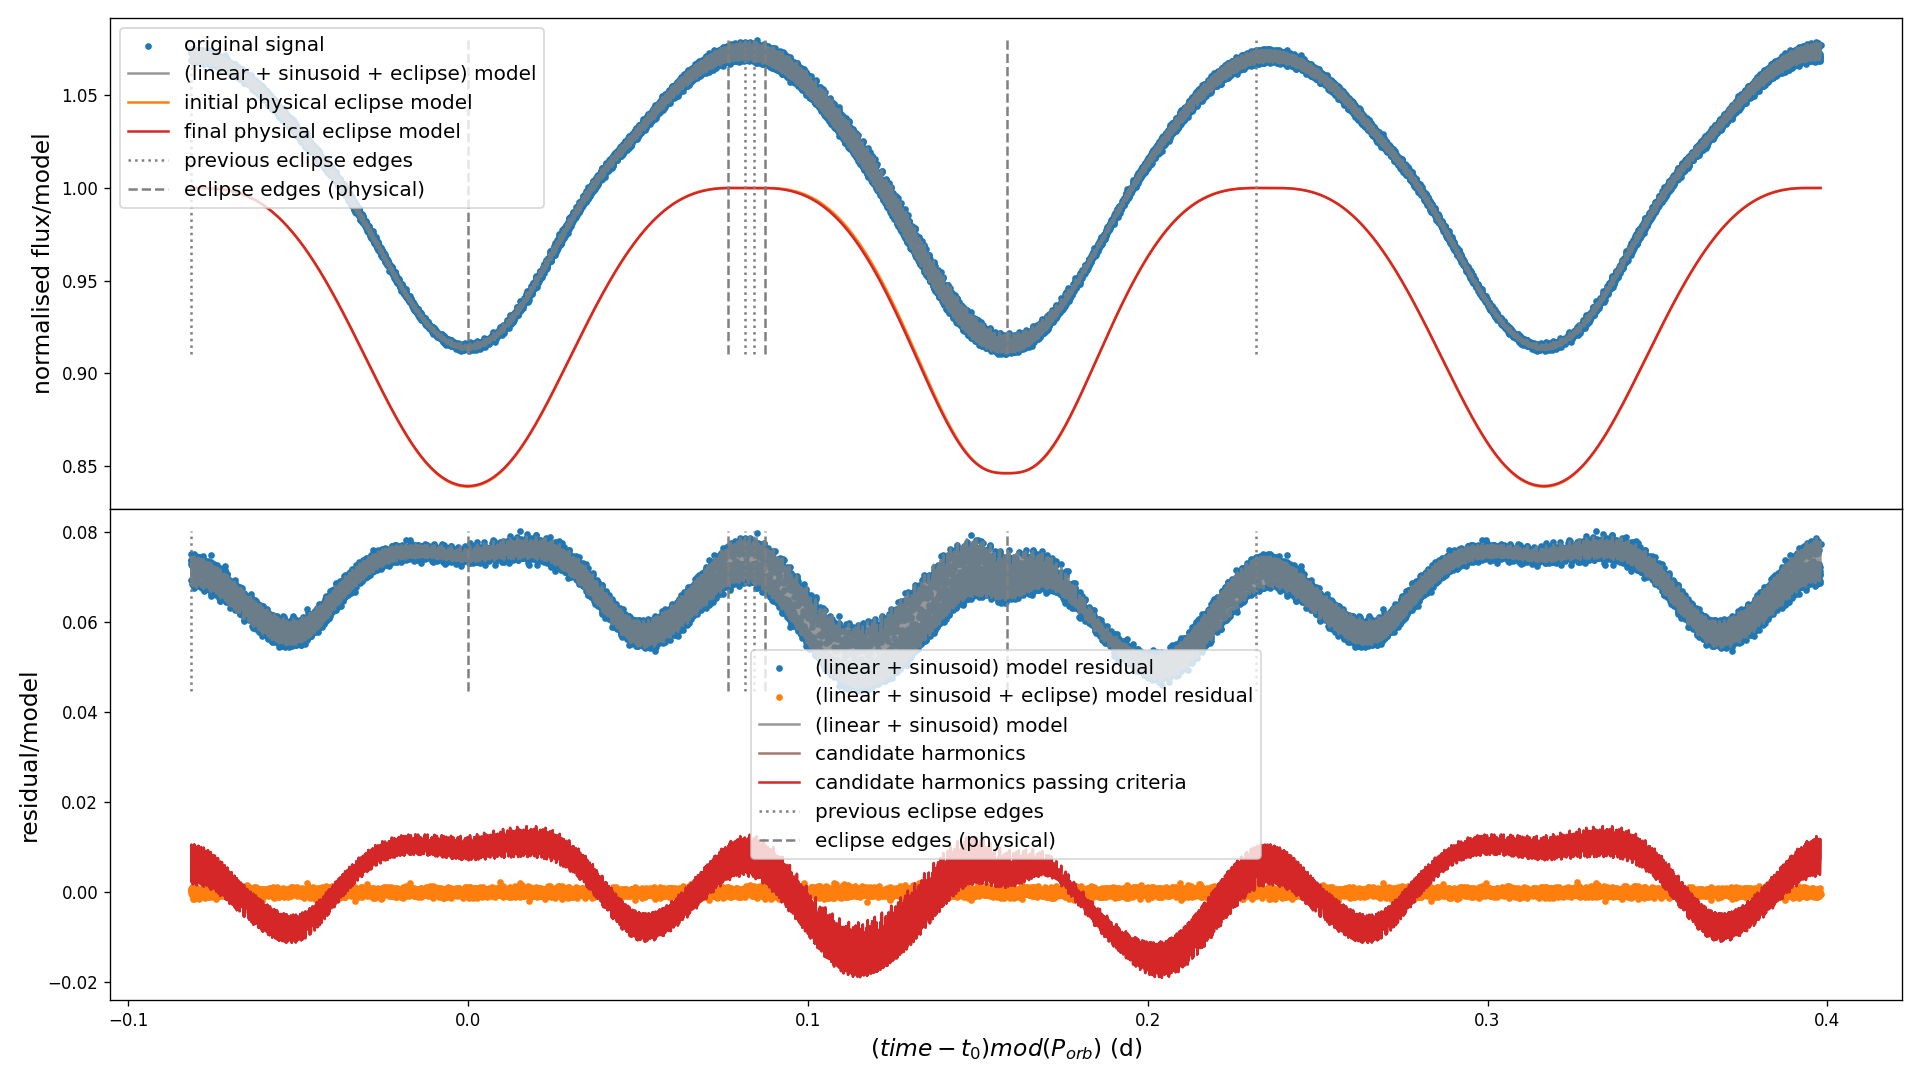 original signal
(linear + sinusoid + eclipse) model
initial physical eclipse model
final physical eclipse model
previous eclipse edges
eclipse edges (physical)
normalised flux/model
1.05
1.00
0.95
0.90
0.85
0.08
0.06
0.04
0.02
0.00
−0.02
residual/model
(linear + sinusoid) model residual
(linear + sinusoid + eclipse) model residual
(linear + sinusoid) model
candidate harmonics
candidate harmonics passing criteria
previous eclipse edges
eclipse edges (physical)
−0.1
0.0
0.1
0.2
0.3
0.4
(time − t₀)mod(P_orb) (d)